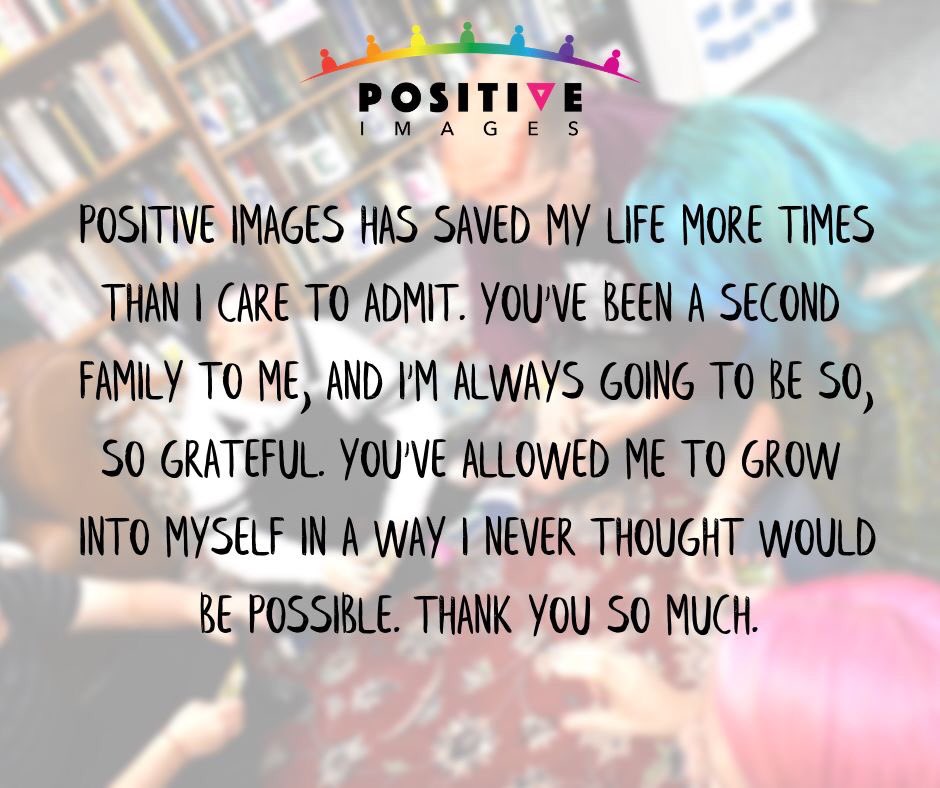 POSITIVE
IMAGES
POSITIVE IMAGES HAS SAVED MY LIFE MORE TIMES
THAN I CARE TO ADMIT. YOU'VE BEEN A SECOND
FAMILY TO ME, AND I'M ALWAYS GOING TO BE SO,
SO GRATEFUL. YOU'VE ALLOWED ME TO GROW
INTO MYSELF IN A WAY I NEVER THOUGHT WOULD
BE POSSIBLE. THANK YOU SO MUCH.